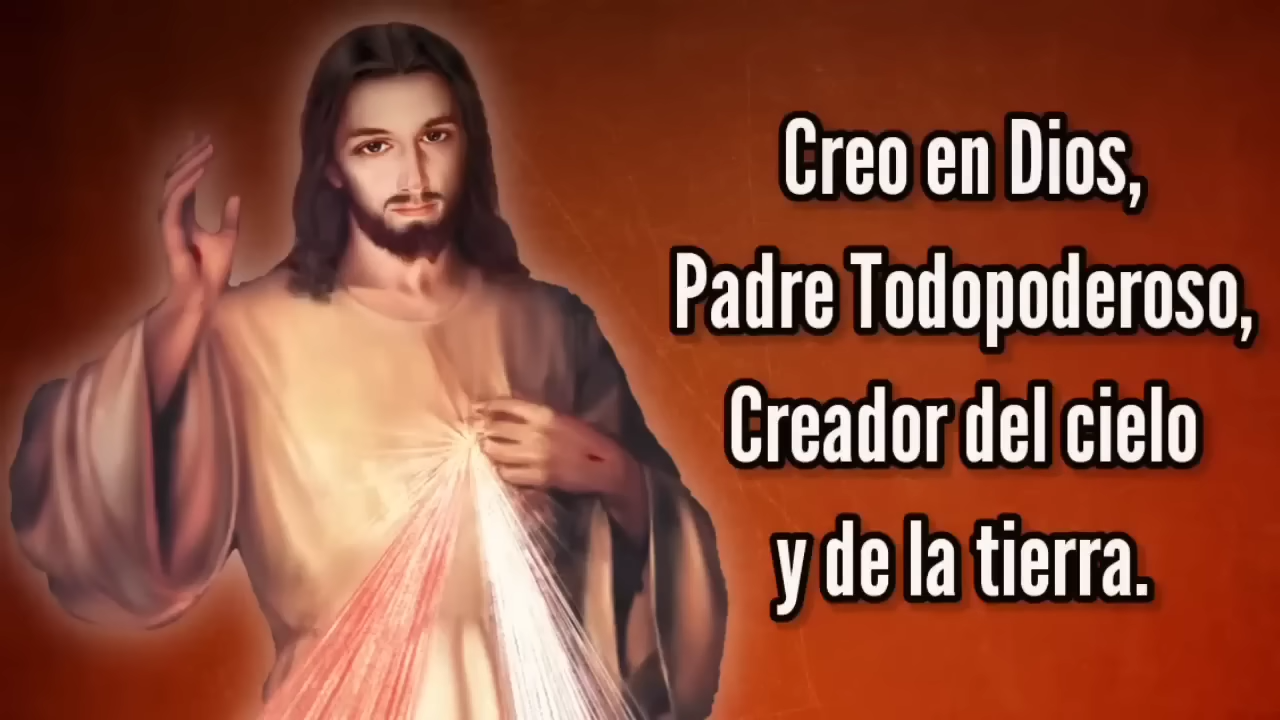 Creo en Dios,
Padre Todopoderoso,
Creador del cielo
y de la tierra.